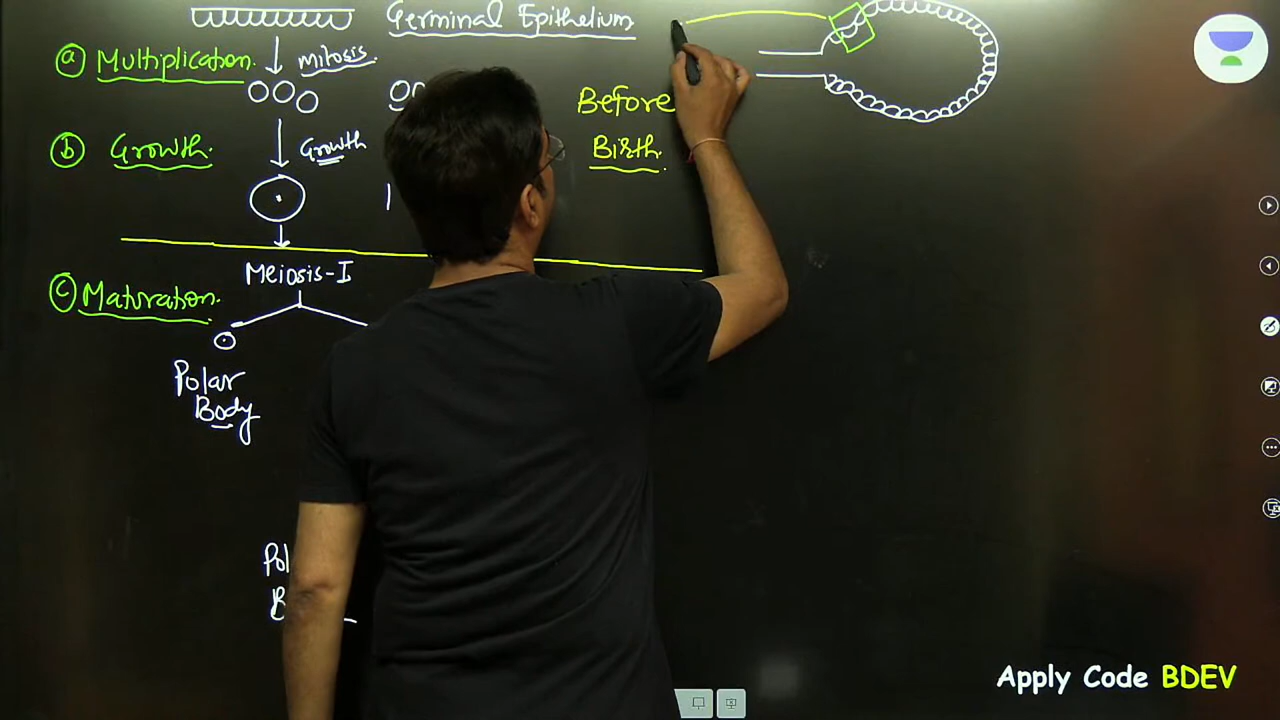 Germinal Epithelium
ⓐ Multiplication.
mitosis.
Before
Birth.
ⓑ Growth.
Growth
Meiosis-I
ⓒ Maturation.
Polar
Body
Apply Code BDEV